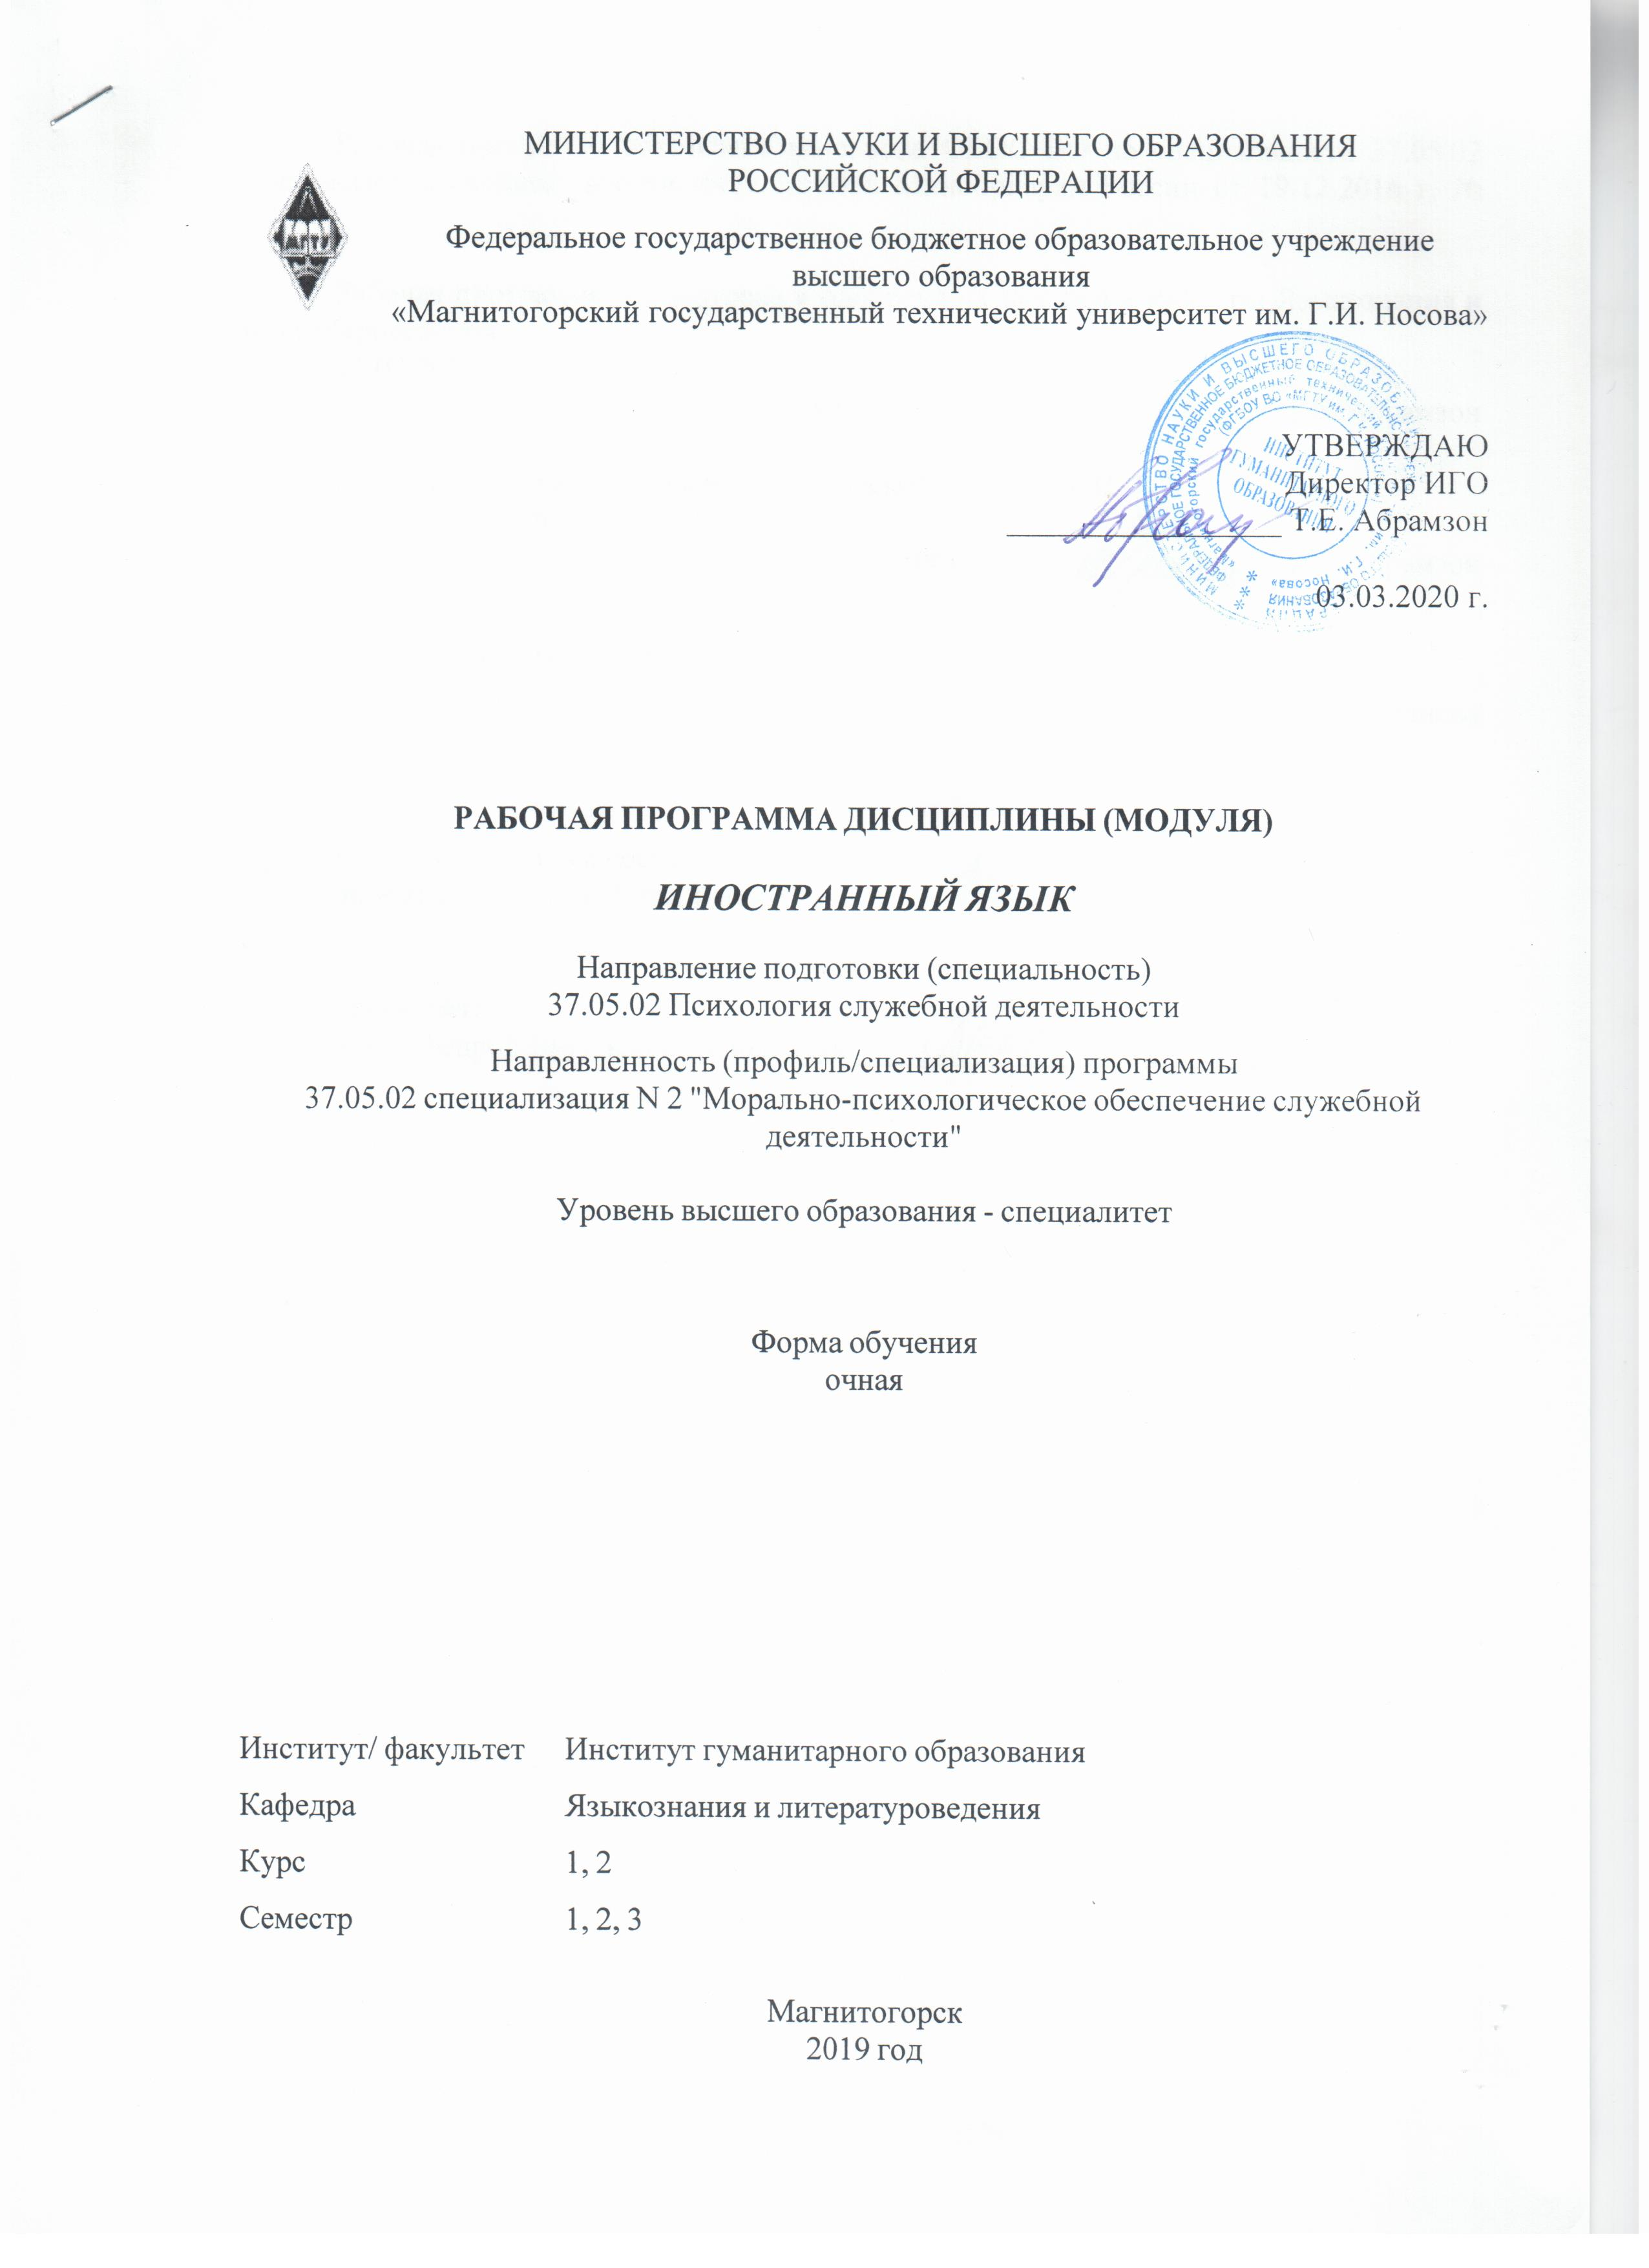 МИНИСТЕРСТВО НАУКИ И ВЫСШЕГО ОБРАЗОВАНИЯ
РОССИЙСКОЙ ФЕДЕРАЦИИ
МГТУ
Федеральное государственное бюджетное образовательное учреждение
высшего образования
«Магнитогорский государственный технический университет им. Г.И. Носова»
УТВЕРЖДАЮ
Директор ИГО
Т.Е. Абрамзон
03.03.2020 г.
ИНСТИТУТ
ГУМАНИТАРНОГО
ОБРАЗОВАНИЯ
РАБОЧАЯ ПРОГРАММА ДИСЦИПЛИНЫ (МОДУЛЯ)
ИНОСТРАННЫЙ ЯЗЫК
Направление подготовки (специальность)
37.05.02 Психология служебной деятельности
Направленность (профиль/специализация) программы
37.05.02 специализация N 2 "Морально-психологическое обеспечение служебной
деятельности"
Уровень высшего образования - специалитет
Форма обучения
очная
Институт/ факультет Институт гуманитарного образования
Кафедра Языкознания и литературоведения
Курс 1, 2
Семестр 1, 2, 3
Магнитогорск
2019 год